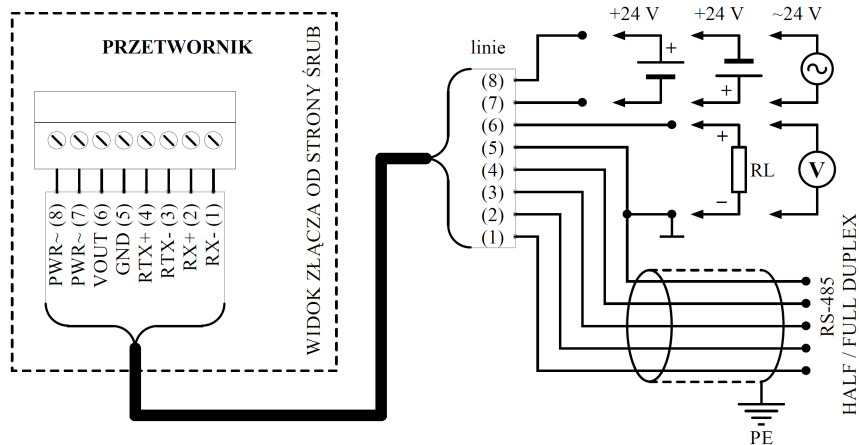 PRZETWORNIK
WIDOK ZŁĄCZA OD STRONY ŚRUB
PWR~ (8)
PWR~ (7)
VOUT (6)
GND (5)
RTX+ (4)
RTX- (3)
RX+ (2)
RX- (1)
linie
(8)
(7)
(6)
(5)
(4)
(3)
(2)
(1)
+24 V
+24 V
~24 V
+
+
~
+
RL
−
V
RS-485
HALF / FULL DUPLEX
PE